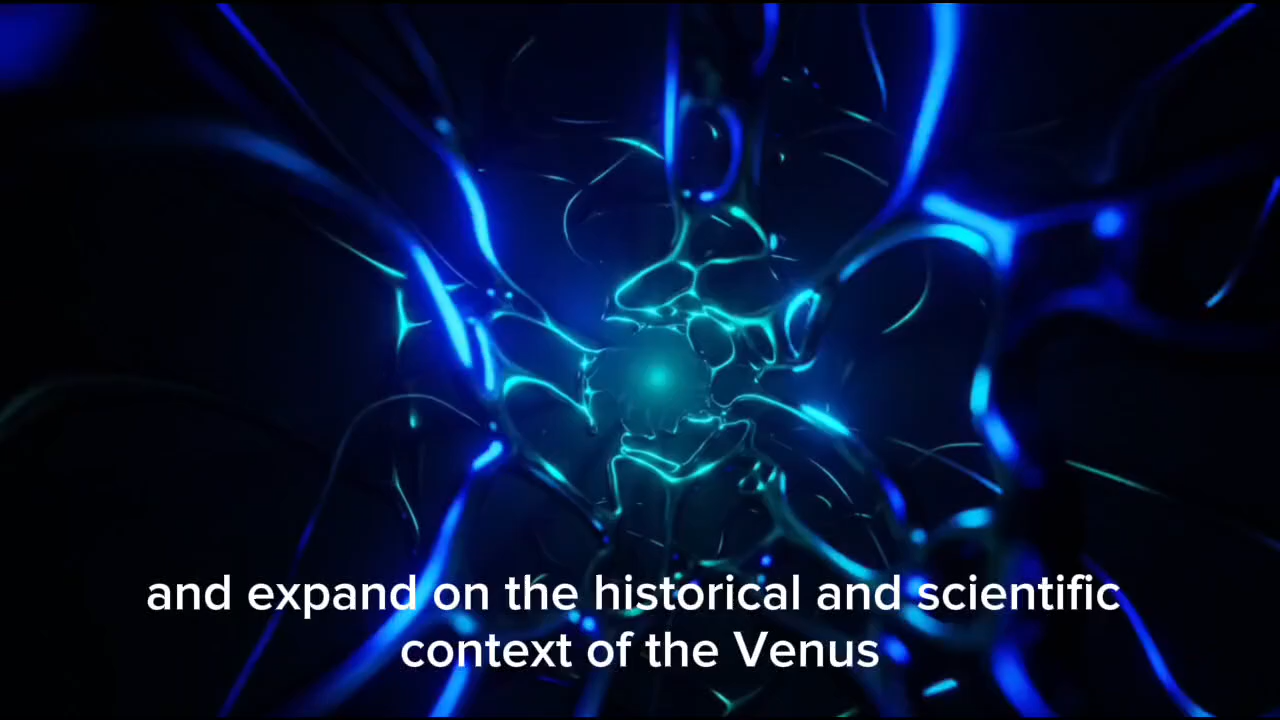 and expand on the historical and scientific
context of the Venus